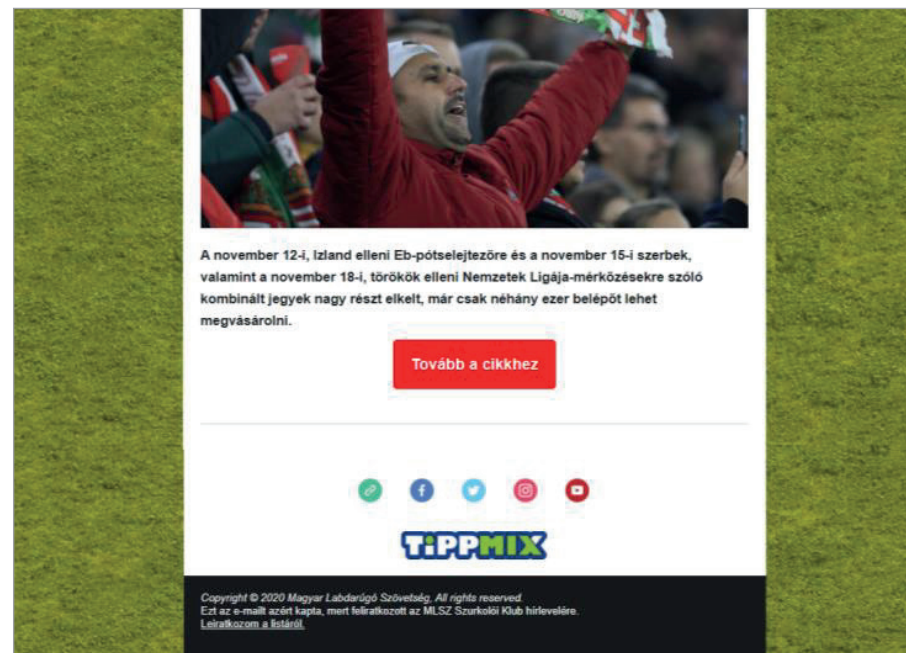 A november 12-i, Izland elleni Eb-pótselejtezőre és a november 15-i szerbek,
valamint a november 18-i, törökök elleni Nemzetek Ligája-mérkőzésekre szóló
kombinált jegyek nagy részt elkelt, már csak néhány ezer belépőt lehet
megvásárolni.
Tovább a cikkhez
TiPPMIX
Copyright © 2020 Magyar Labdarúgó Szövetség, All rights reserved.
Ezt az e-mailt azért kapta, mert feliratkozott az MLSZ Szurkolói Klub hírlevelére.
Leiratkozom a listáról.